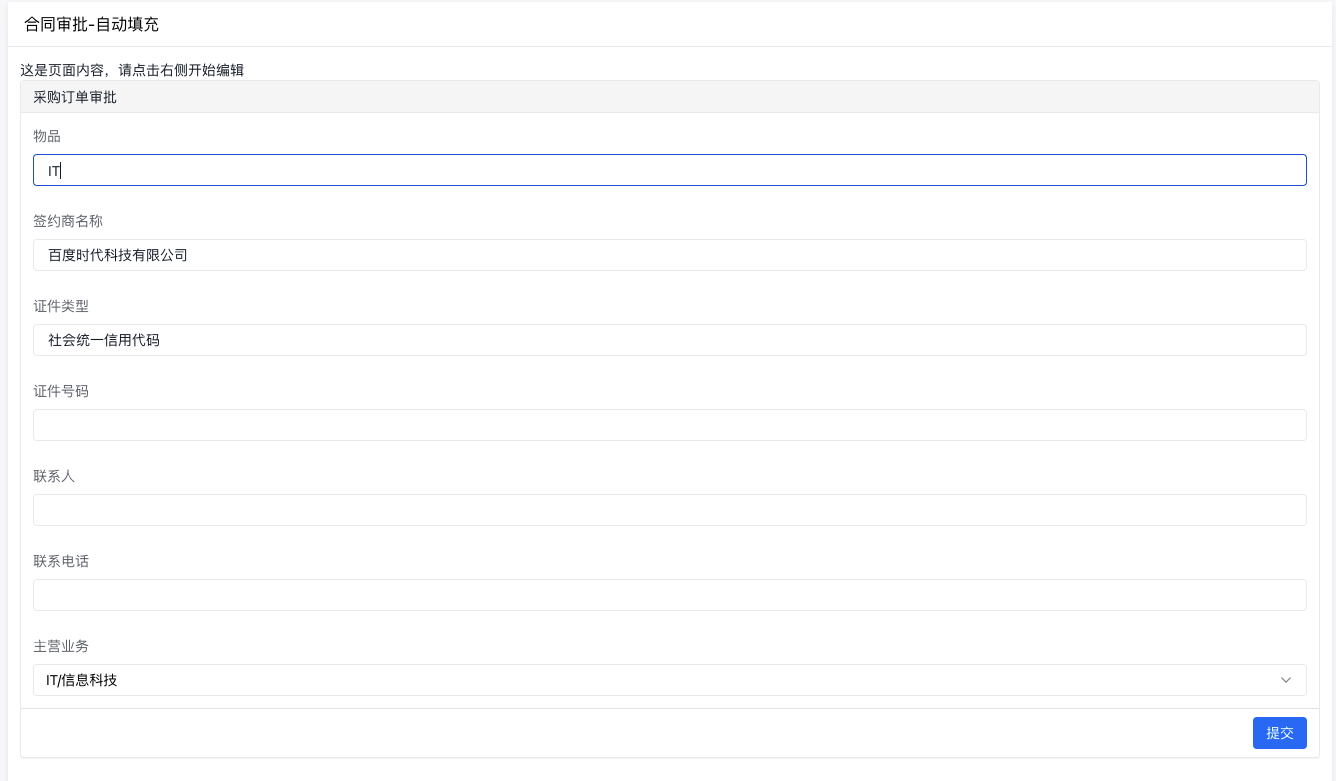 合同审批-自动填充
这是页面内容，请点击右侧开始编辑
采购订单审批
物品
IT
签约商名称
百度时代科技有限公司
证件类型
社会统一信用代码
证件号码
联系人
联系电话
主营业务
IT/信息科技
提交